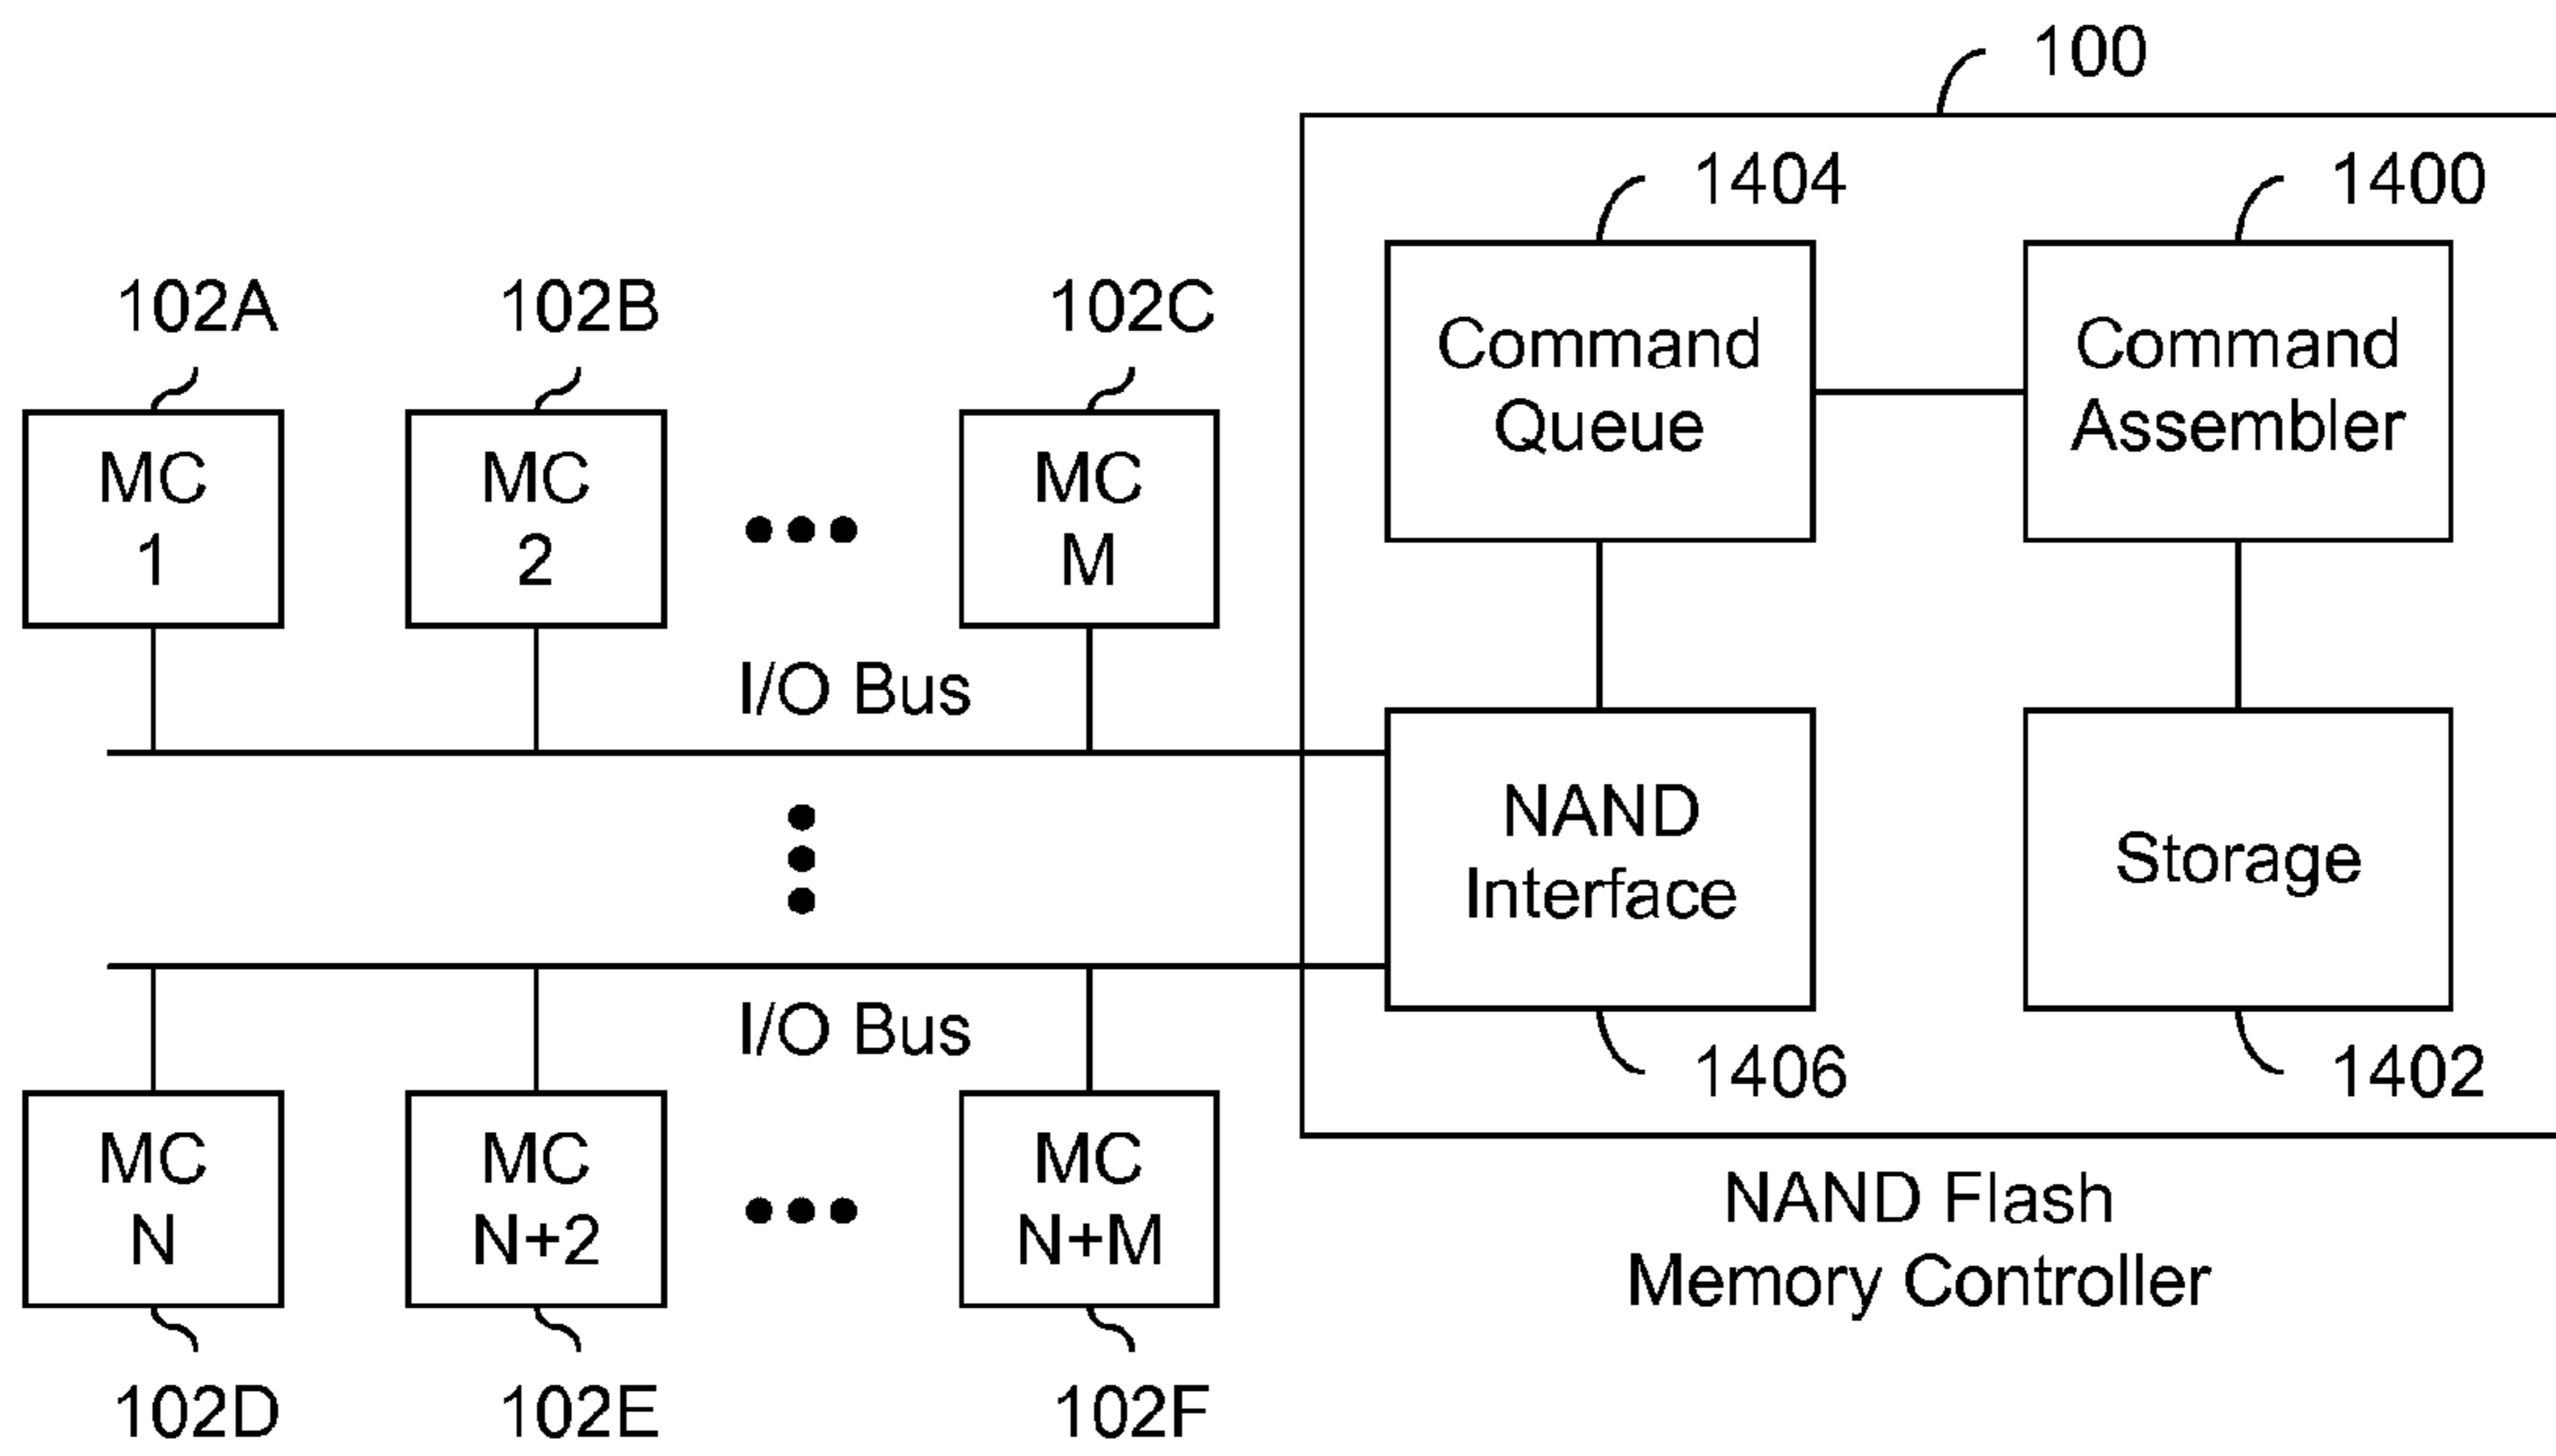 100
1404
1400
102A
102B
102C
Command
Queue
Command
Assembler
MC
1
MC
2
MC
M
I/O Bus
NAND
Interface
Storage
I/O Bus
1406
1402
MC
N
MC
N+2
MC
N+M
NAND Flash
Memory Controller
102D
102E
102F